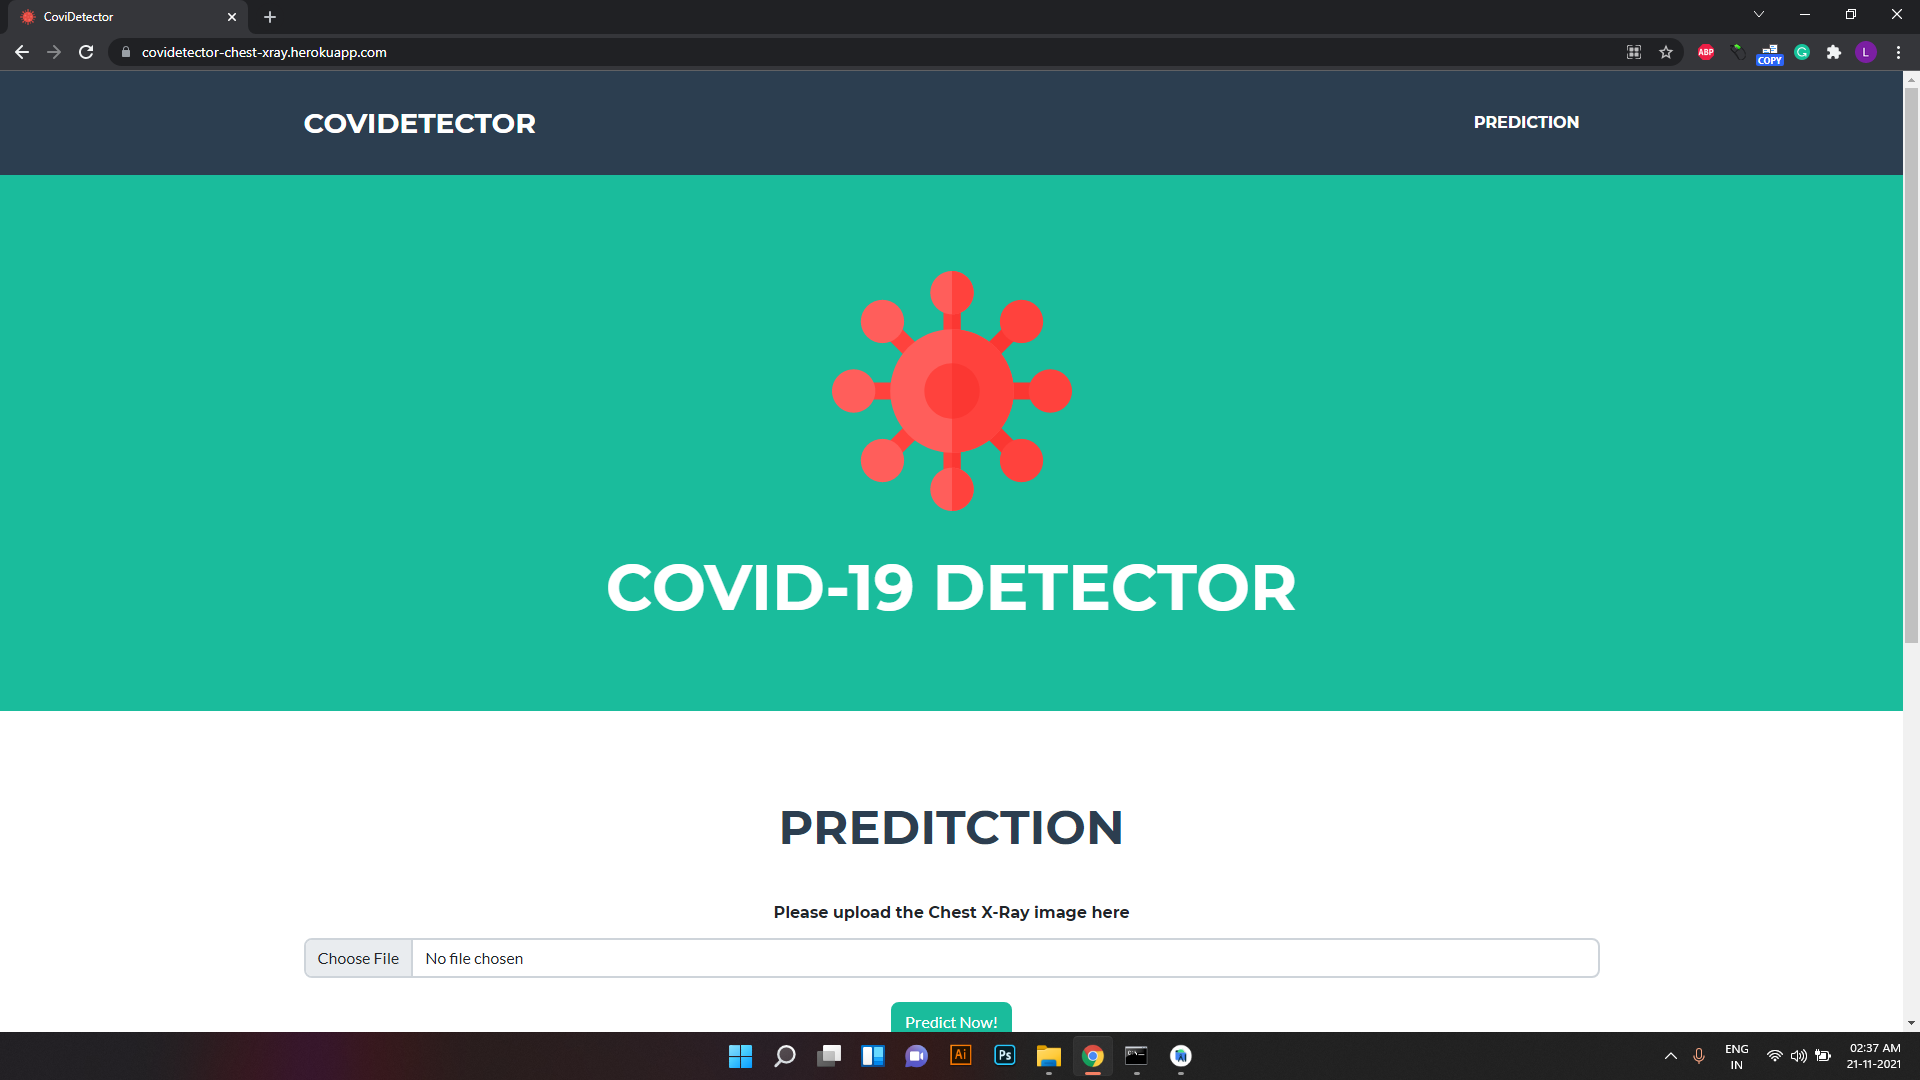 CoviDetector
covidetector-chest-xray.herokuapp.com
ABP
COPY
L
COVIDETECTOR
PREDICTION
COVID-19 DETECTOR
PREDITCTION
Please upload the Chest X-Ray image here
Choose File
No file chosen
Predict Now!
Ai
Ps
ENG
IN
02:37 AM
21-11-2021